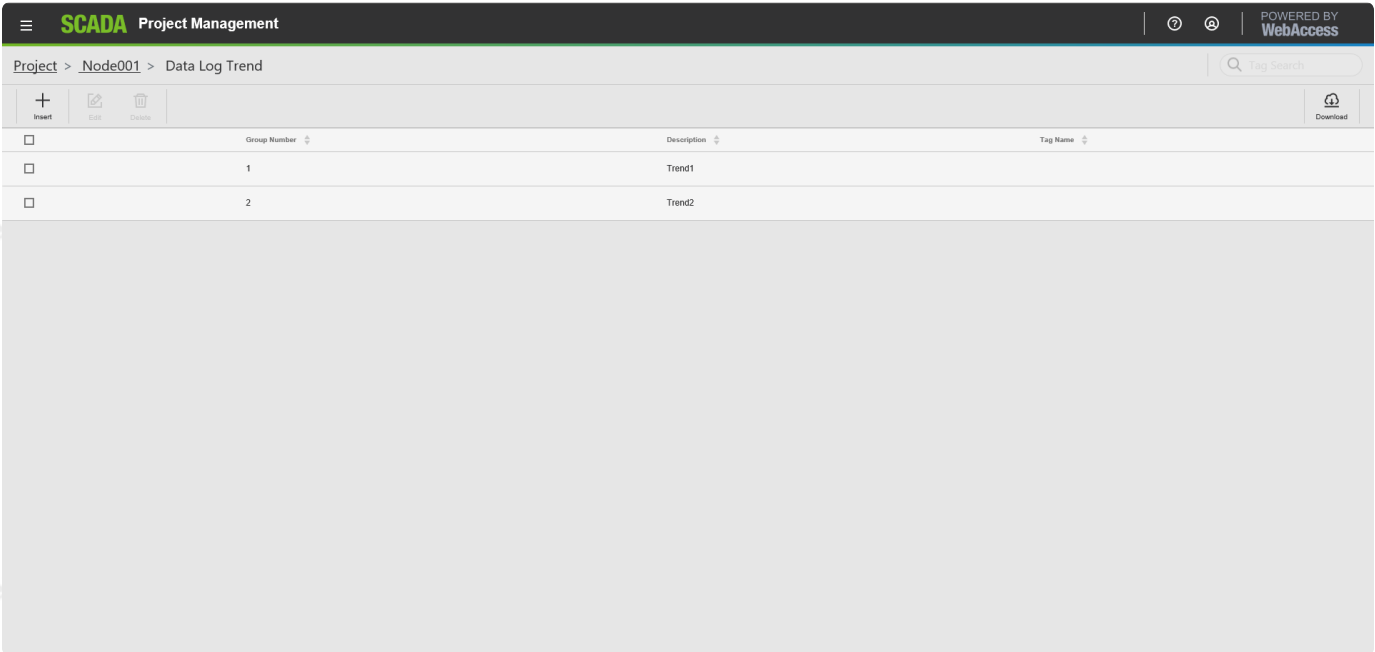 SCADA Project Management
POWERED BY
WebAccess
Project > Node001 > Data Log Trend
Tag Search
Insert Edit Delete Download
Group Number Description Tag Name
1 Trend1
2 Trend2